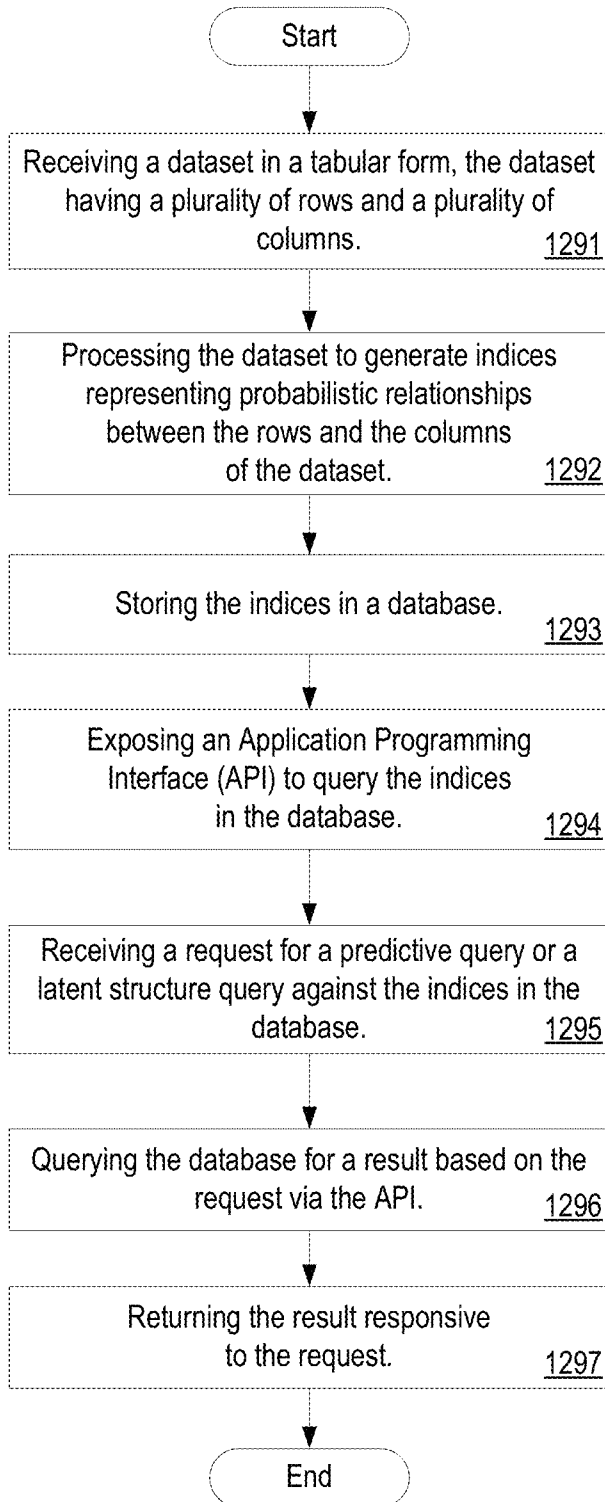 Start
Receiving a dataset in a tabular form, the dataset
having a plurality of rows and a plurality of
columns.
1291
Processing the dataset to generate indices
representing probabilistic relationships
between the rows and the columns
of the dataset.
1292
Storing the indices in a database.
1293
Exposing an Application Programming
Interface (API) to query the indices
in the database.
1294
Receiving a request for a predictive query or a
latent structure query against the indices in the
database.
1295
Querying the database for a result based on the
request via the API.
1296
Returning the result responsive
to the request.
1297
End